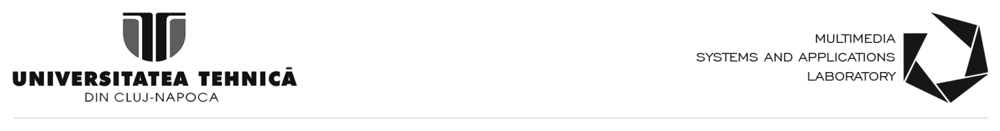 UNIVERSITATEA TEHNICĂ
DIN CLUJ-NAPOCA
MULTIMEDIA
SYSTEMS AND APPLICATIONS
LABORATORY